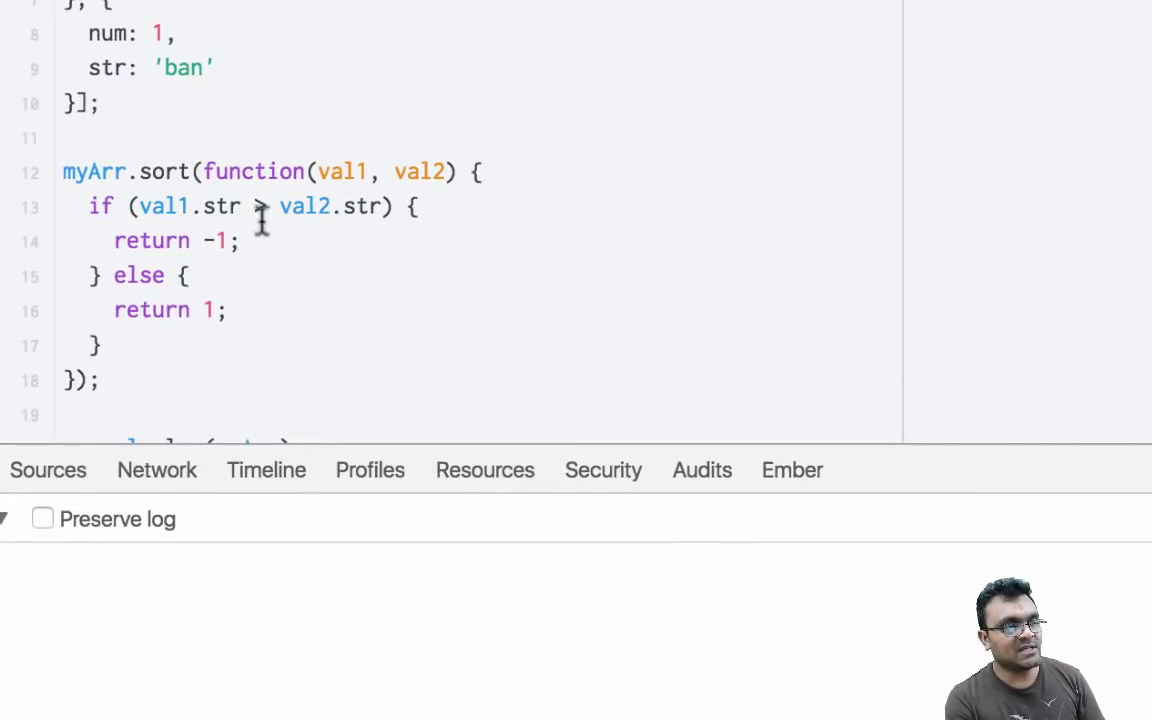 7 }, {
8 num: 1,
9 str: 'ban'
10 }];
11
12 myArr.sort(function(val1, val2) {
13 if (val1.str > val2.str) {
14 return -1;
15 } else {
16 return 1;
17 }
18 });
19
Sources Network Timeline Profiles Resources Security Audits Ember
Preserve log